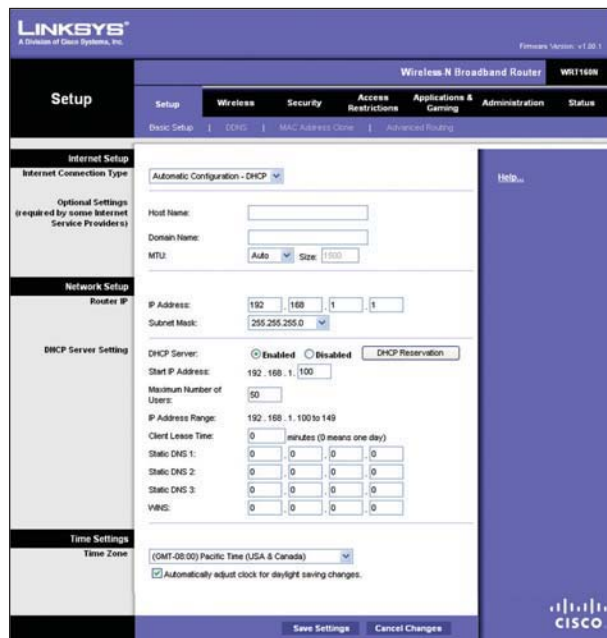 LINKSYS
A Division of Cisco Systems, Inc.
Firmware Version: v1.00.1
Wireless-N Broadband Router WRT160N
Setup
Setup Wireless Security Access Restrictions Applications & Gaming Administration Status
Basic Setup | DDNS | MAC Address Clone | Advanced Routing
Internet Setup
Internet Connection Type
Automatic Configuration - DHCP
Help...
Optional Settings
(required by some Internet
Service Providers)
Host Name:
Domain Name:
MTU: Auto Size: 1500
Network Setup
Router IP
IP Address: 192 . 168 . 1 . 1
Subnet Mask: 255.255.255.0
DHCP Server Setting
DHCP Server: Enabled Disabled DHCP Reservation
Start IP Address: 192 . 168 . 1. 100
Maximum Number of
Users: 50
IP Address Range: 192 . 168 . 1 . 100 to 149
Client Lease Time: 0 minutes (0 means one day)
Static DNS 1: 0 . 0 . 0 . 0
Static DNS 2: 0 . 0 . 0 . 0
Static DNS 3: 0 . 0 . 0 . 0
WINS: 0 . 0 . 0 . 0
Time Settings
Time Zone
(GMT-08:00) Pacific Time (USA & Canada)
Automatically adjust clock for daylight saving changes.
Save Settings Cancel Changes
CISCO